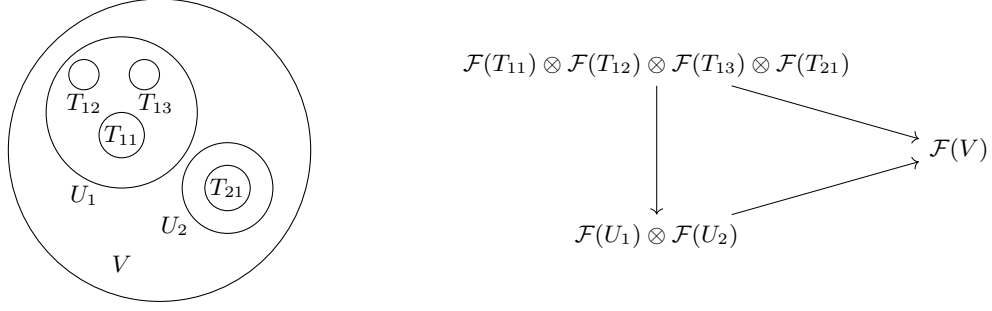 T₁₂ T₁₃
T₁₁
U₁
T₂₁
U₂
V
ℱ(T₁₁) ⊗ ℱ(T₁₂) ⊗ ℱ(T₁₃) ⊗ ℱ(T₂₁)
ℱ(V)
ℱ(U₁) ⊗ ℱ(U₂)